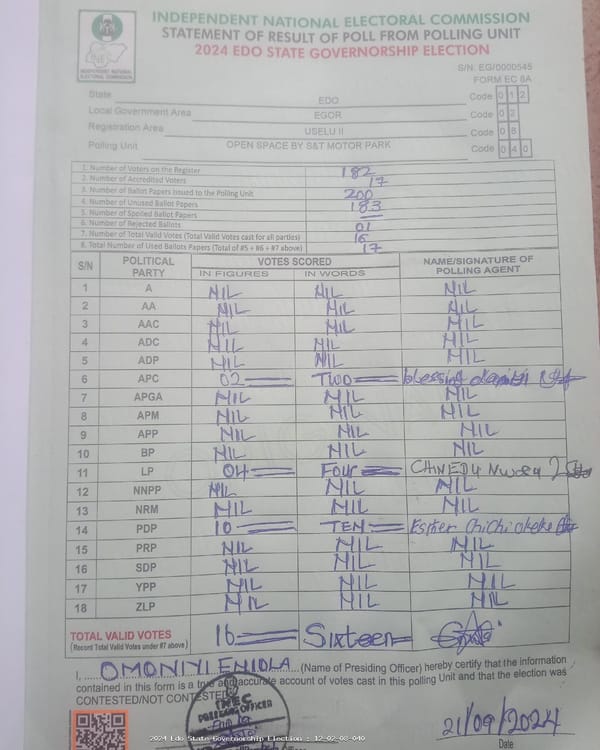 INDEPENDENT NATIONAL ELECTORAL COMMISSION
STATEMENT OF RESULT OF POLL FROM POLLING UNIT
2024 EDO STATE GOVERNORSHIP ELECTION
INEC
INDEPENDENT NATIONAL
ELECTORAL COMMISSION
S/N: EG/0000545
FORM EC 8A
State EDO Code 0 1 2
Local Government Area EGOR Code 0 2
Registration Area USELU II Code 0 8
Polling Unit OPEN SPACE BY S&T MOTOR PARK Code 0 4 0
1. Number of Voters on the Register 182
2. Number of Accredited Voters 17
3. Number of Ballot Papers Issued to the Polling Unit 200
4. Number of Unused Ballot Papers 183
5. Number of Spoiled Ballot Papers —
6. Number of Rejected Ballots 01
7. Number of Total Valid Votes (Total Valid Votes cast for all parties) 16
8. Total Number of Used Ballots Papers (Total of #5 + #6 + #7 above) 17
S/N POLITICAL PARTY VOTES SCORED NAME/SIGNATURE OF POLLING AGENT
IN FIGURES IN WORDS
1 A NIL NIL NIL
2 AA NIL NIL NIL
3 AAC NIL NIL NIL
4 ADC NIL NIL NIL
5 ADP NIL NIL NIL
6 APC 02 TWO blessing
7 APGA NIL NIL NIL
8 APM NIL NIL NIL
9 APP NIL NIL NIL
10 BP NIL NIL NIL
11 LP 04 FOUR CHINEDU
12 NNPP NIL NIL NIL
13 NRM NIL NIL NIL
14 PDP 10 TEN Esther Chichi okeke
15 PRP NIL NIL NIL
16 SDP NIL NIL NIL
17 YPP NIL NIL NIL
18 ZLP NIL NIL NIL
TOTAL VALID VOTES 16 Sixteen
(Record Total Valid Votes under #7 above)
I, OMONIYI ENIOLA (Name of Presiding Officer) hereby certify that the information
contained in this form is a true and accurate account of votes cast in this polling Unit and that the election was
CONTESTED/NOT CONTESTED
INEC
PRESIDING OFFICER
21/09/2024
Date
2024 Edo State Governorship Election : 12-02-08-040